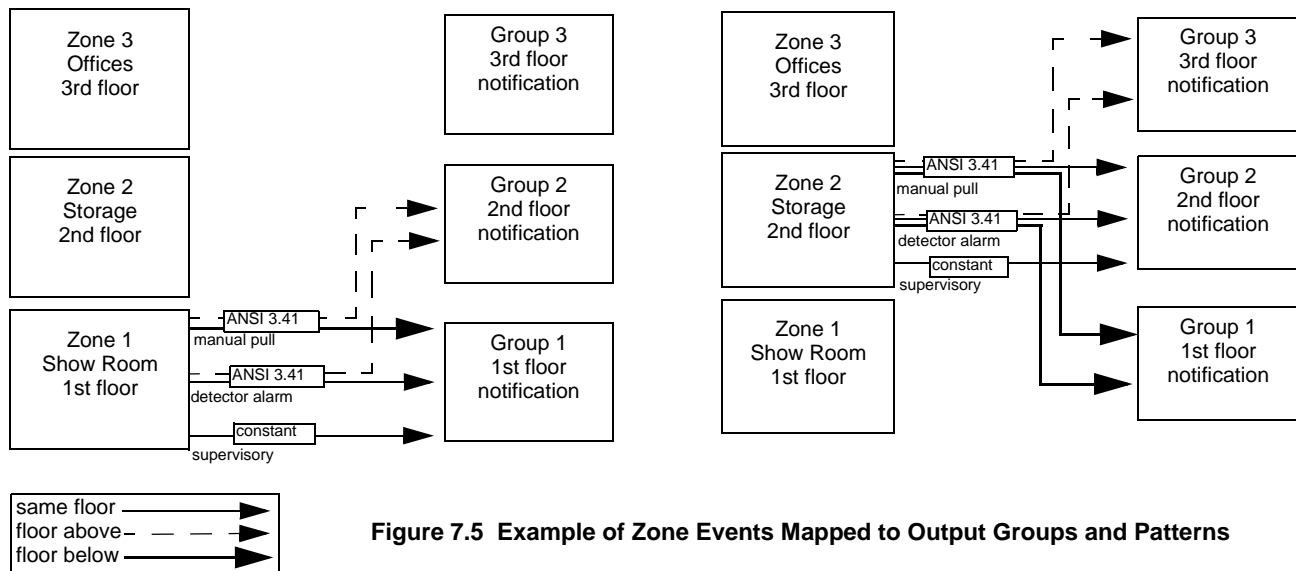 Zone 3
Offices
3rd floor
Group 3
3rd floor
notification
Zone 2
Storage
2nd floor
Group 2
2nd floor
notification
Zone 1
Show Room
1st floor
ANSI 3.41
manual pull
ANSI 3.41
detector alarm
constant
supervisory
Group 1
1st floor
notification
Zone 3
Offices
3rd floor
Group 3
3rd floor
notification
Zone 2
Storage
2nd floor
ANSI 3.41
manual pull
ANSI 3.41
detector alarm
constant
supervisory
Group 2
2nd floor
notification
Zone 1
Show Room
1st floor
Group 1
1st floor
notification
same floor
floor above
floor below
Figure 7.5 Example of Zone Events Mapped to Output Groups and Patterns